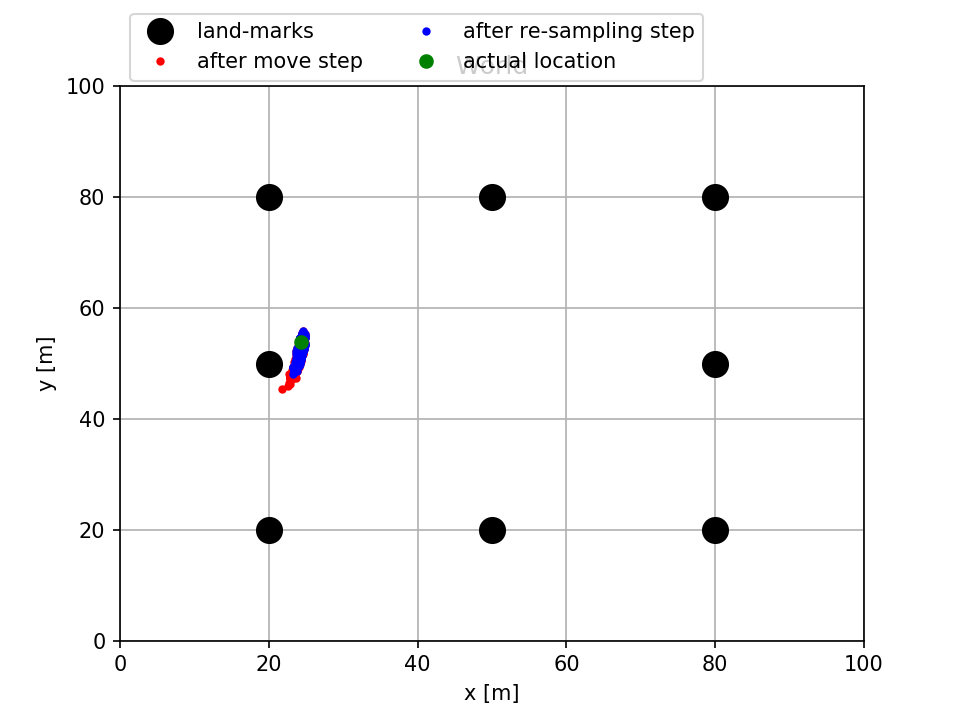 land-marks
after move step
after re-sampling step
actual location
World
100
80
60
40
20
0
y [m]
0 20 40 60 80 100
x [m]